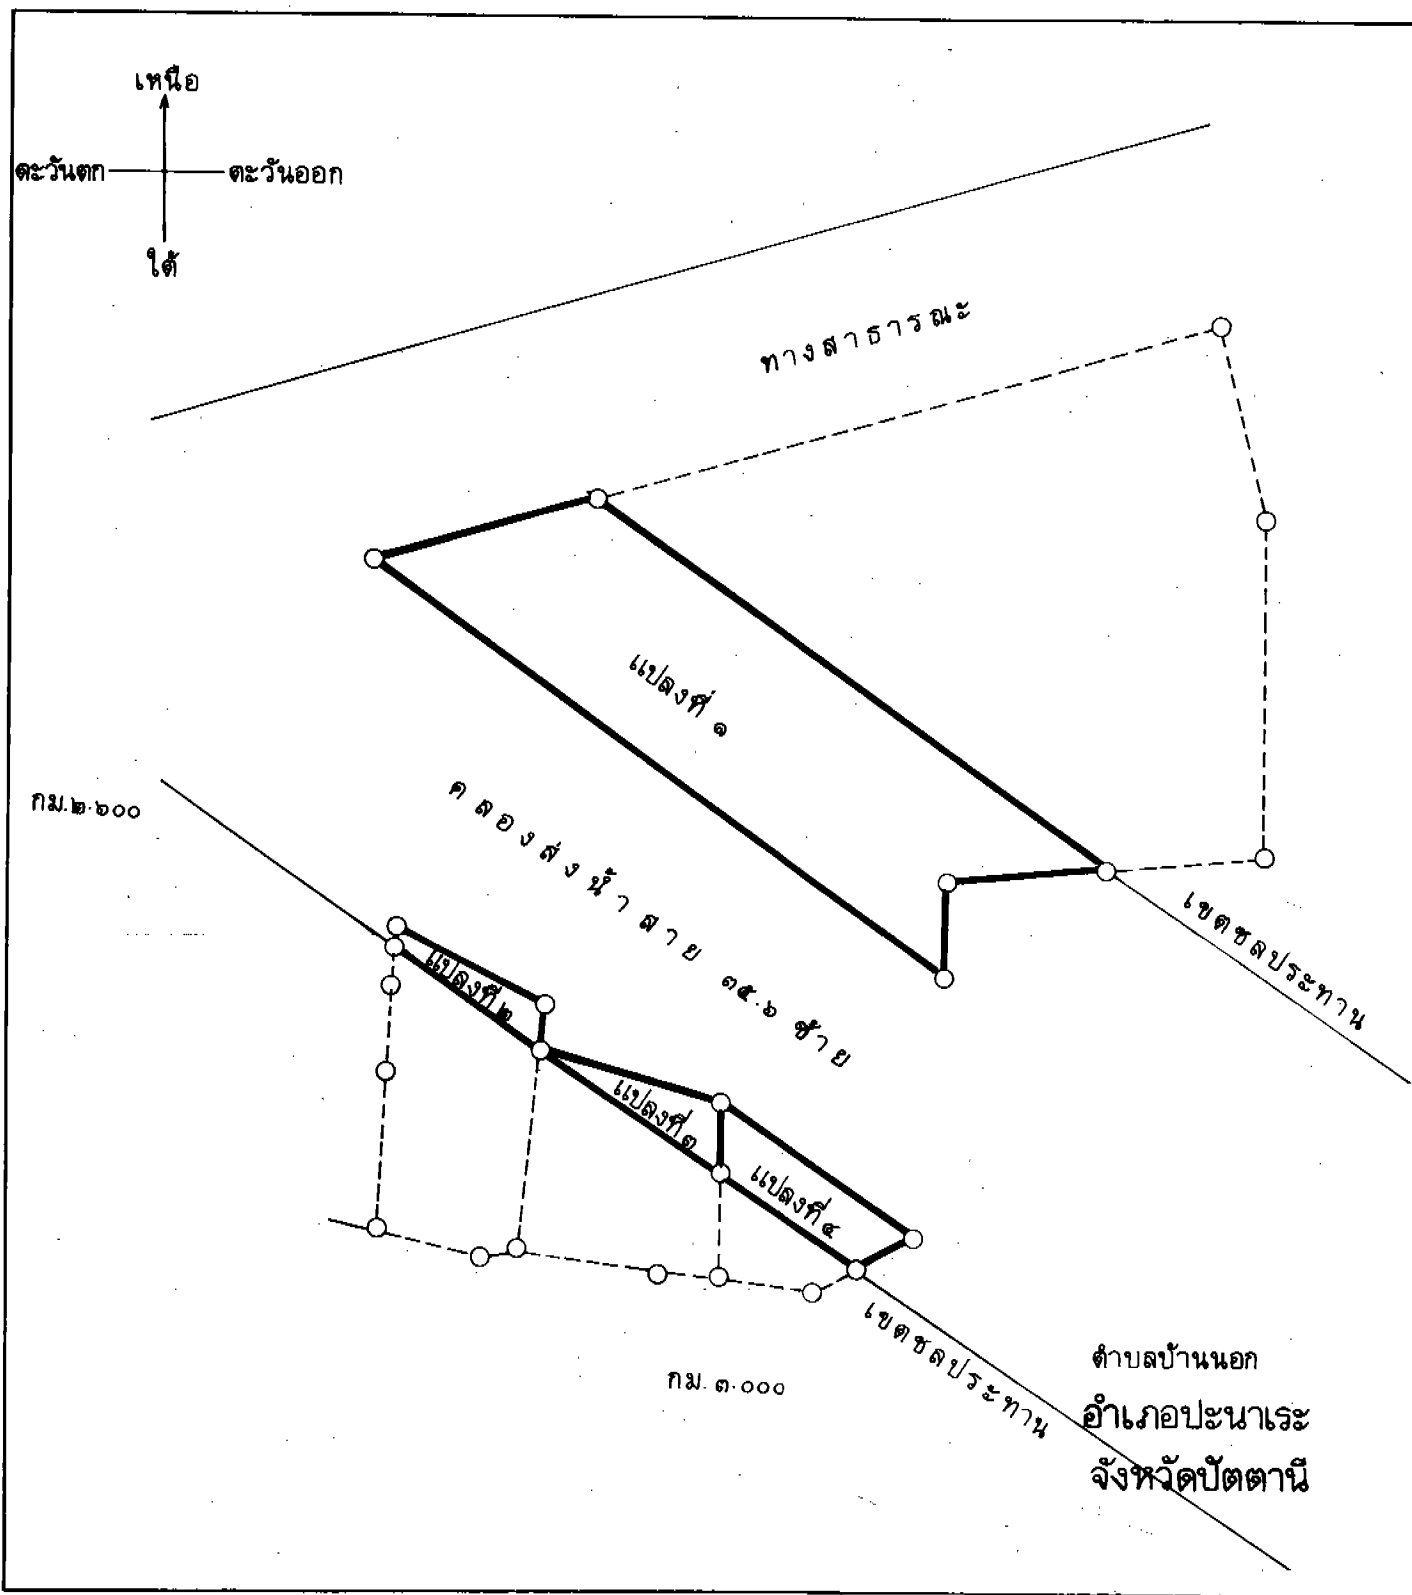 เหนือ
ตะวันตก
ตะวันออก
ใต้
ทางสาธารณะ
แปลงที่ ๑
กม.๒.๖๐๐
คลองส่งน้ำสาย ๓๕.๖ ซ้าย
เขตชลประทาน
แปลงที่ ๒
แปลงที่ ๓
แปลงที่ ๔
เขตชลประทาน
กม. ๓.๐๐๐
ตำบลบ้านนอก
อำเภอปะนาเระ
จังหวัดปัตตานี